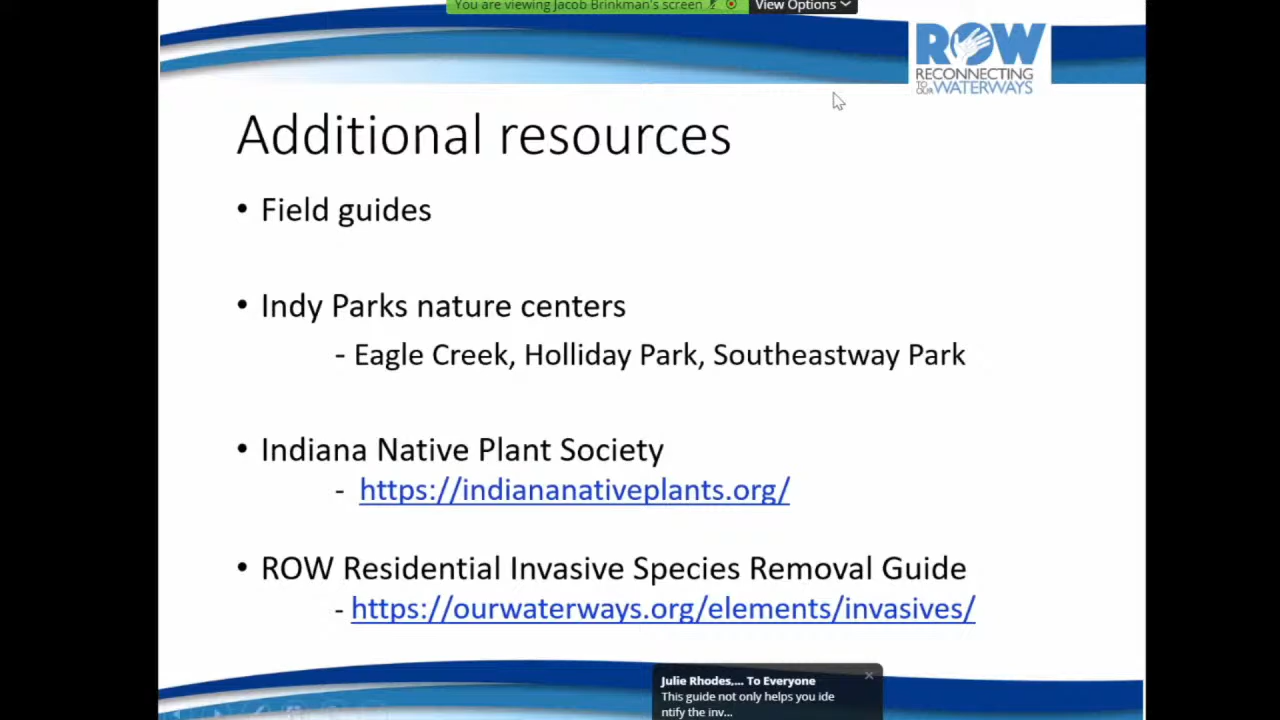 You are viewing Jacob Brinkman's screen
View Options
ROW
RECONNECTING
TO OUR WATERWAYS
Additional resources
• Field guides
• Indy Parks nature centers
- Eagle Creek, Holliday Park, Southeastway Park
• Indiana Native Plant Society
- https://indiananativeplants.org/
• ROW Residential Invasive Species Removal Guide
- https://ourwaterways.org/elements/invasives/
Julie Rhodes,... To Everyone
This guide not only helps you ide
ntify the inv...